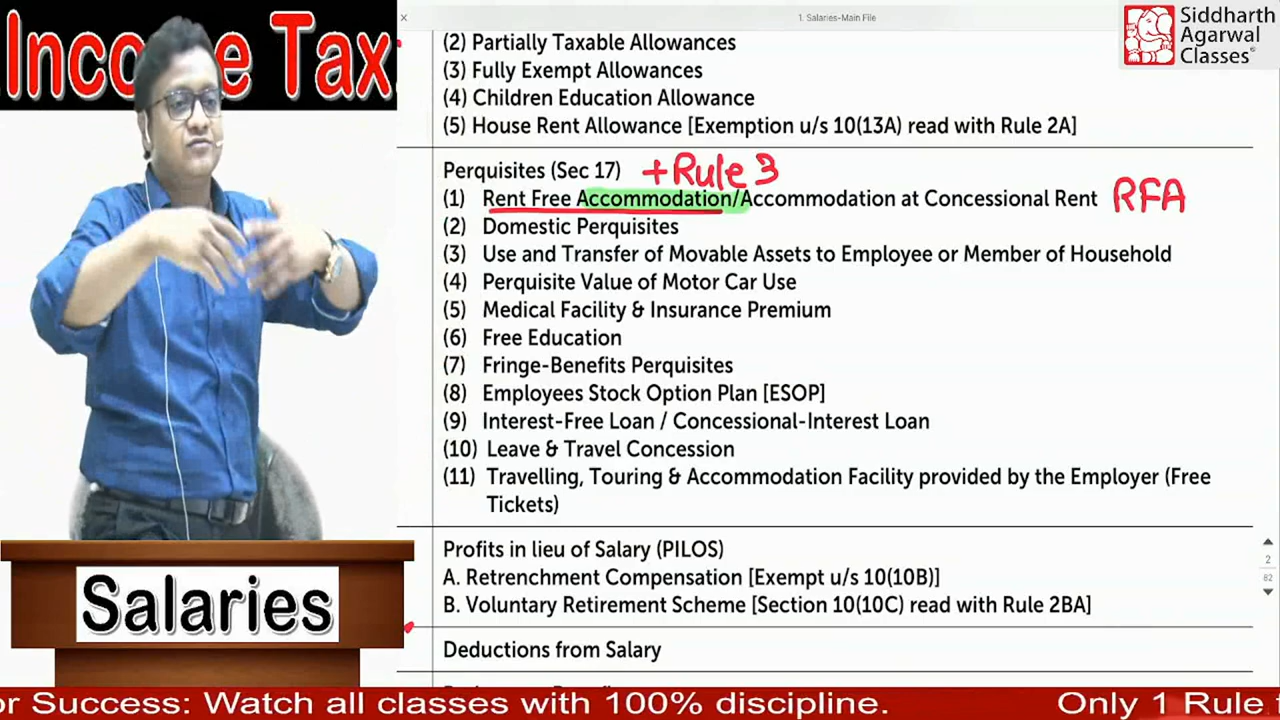 Income Tax
1. Salaries-Main File
Siddharth
Agarwal
Classes
(2) Partially Taxable Allowances
(3) Fully Exempt Allowances
(4) Children Education Allowance
(5) House Rent Allowance [Exemption u/s 10(13A) read with Rule 2A]
Perquisites (Sec 17) + Rule 3
(1) Rent Free Accommodation/Accommodation at Concessional Rent RFA
(2) Domestic Perquisites
(3) Use and Transfer of Movable Assets to Employee or Member of Household
(4) Perquisite Value of Motor Car Use
(5) Medical Facility & Insurance Premium
(6) Free Education
(7) Fringe-Benefits Perquisites
(8) Employees Stock Option Plan [ESOP]
(9) Interest-Free Loan / Concessional-Interest Loan
(10) Leave & Travel Concession
(11) Travelling, Touring & Accommodation Facility provided by the Employer (Free
Tickets)
Profits in lieu of Salary (PILOS)
A. Retrenchment Compensation [Exempt u/s 10(10B)]
B. Voluntary Retirement Scheme [Section 10(10C) read with Rule 2BA]
Deductions from Salary
2
62
Salaries
or Success: Watch all classes with 100% discipline. Only 1 Rule